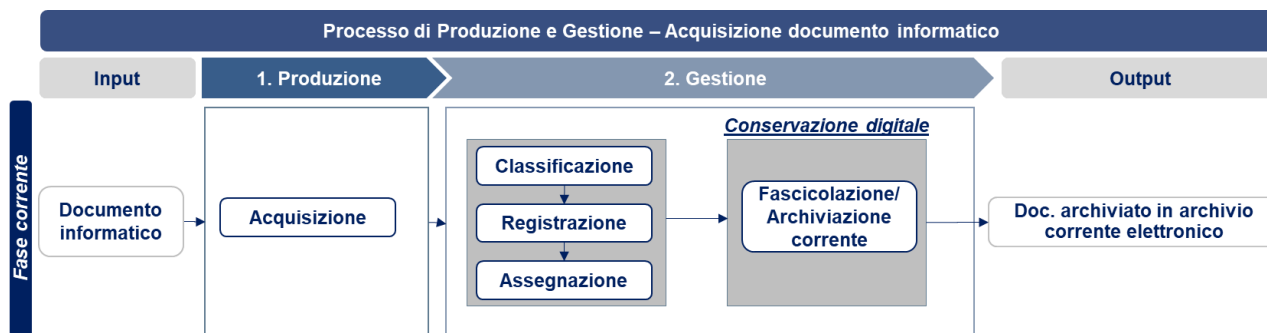 Processo di Produzione e Gestione – Acquisizione documento informatico
Input
1. Produzione
2. Gestione
Output
Fase corrente
Documento
informatico
Acquisizione
Classificazione
Registrazione
Assegnazione
Conservazione digitale
Fascicolazione/
Archiviazione
corrente
Doc. archiviato in archivio
corrente elettronico